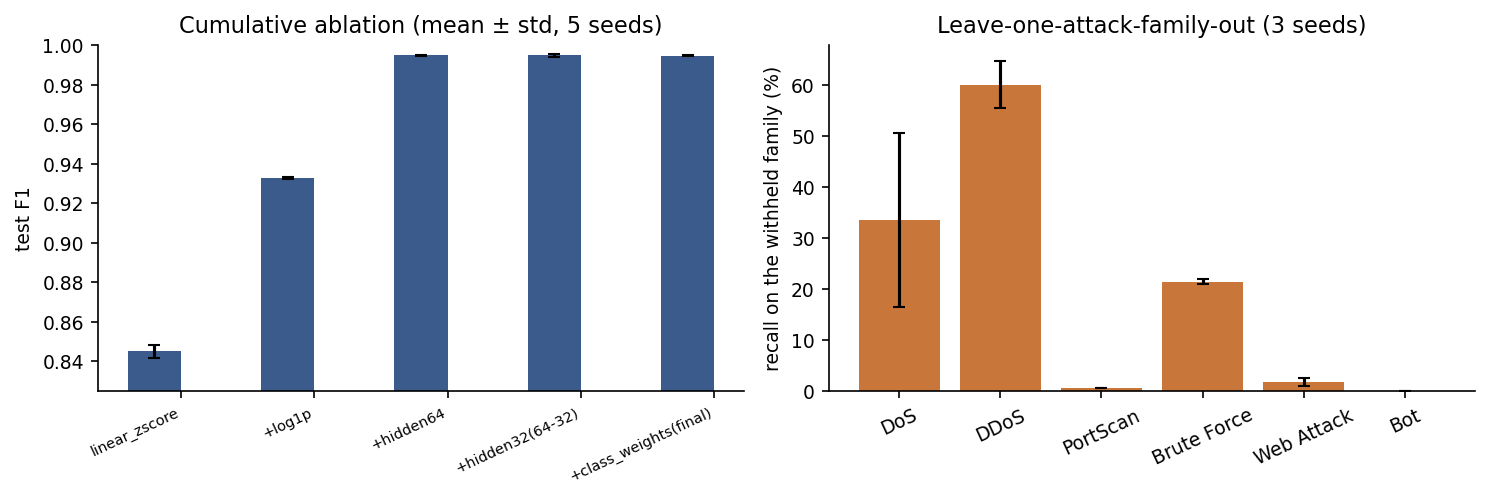 Cumulative ablation (mean ± std, 5 seeds)
test F1
1.00
0.98
0.96
0.94
0.92
0.90
0.88
0.86
0.84
linear_zscore
+log1p
+hidden64
+hidden32(64-32)
+class_weights(final)
Leave-one-attack-family-out (3 seeds)
recall on the withheld family (%)
60
50
40
30
20
10
0
DoS
DDoS
PortScan
Brute Force
Web Attack
Bot